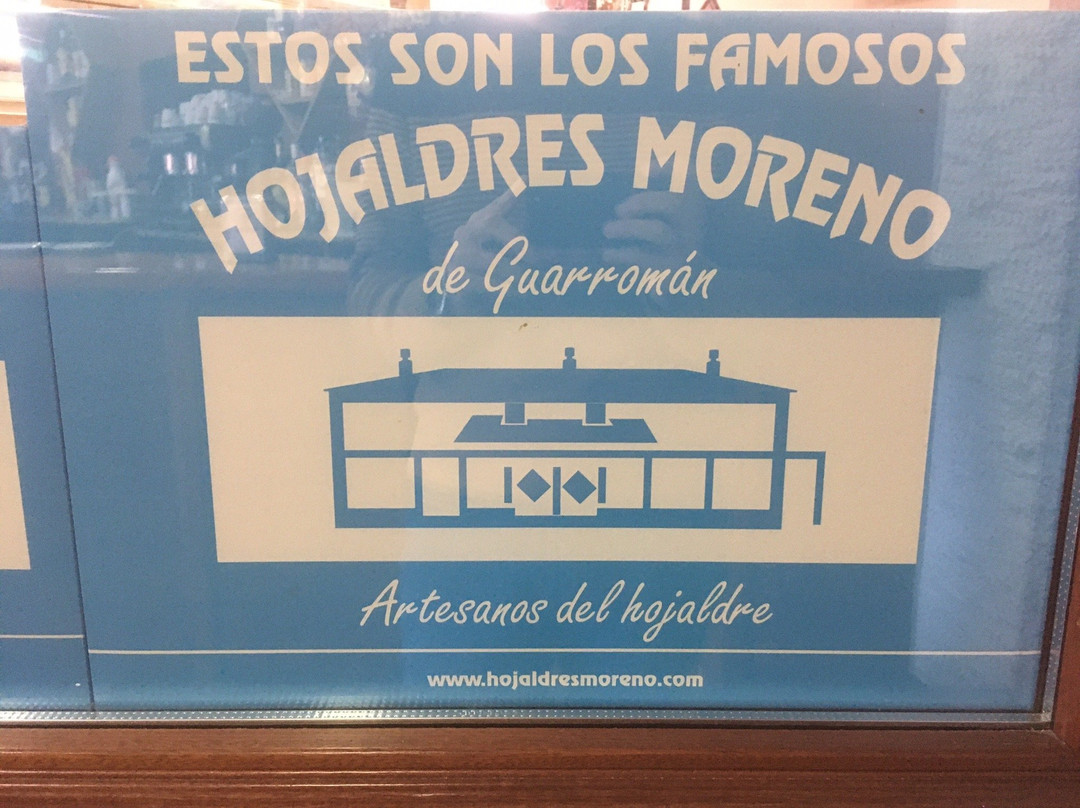 ESTOS SON LOS FAMOSOS
HOJALDRES MORENO
de Guarromán
Artesanos del hojaldre
www.hojaldresmoreno.com